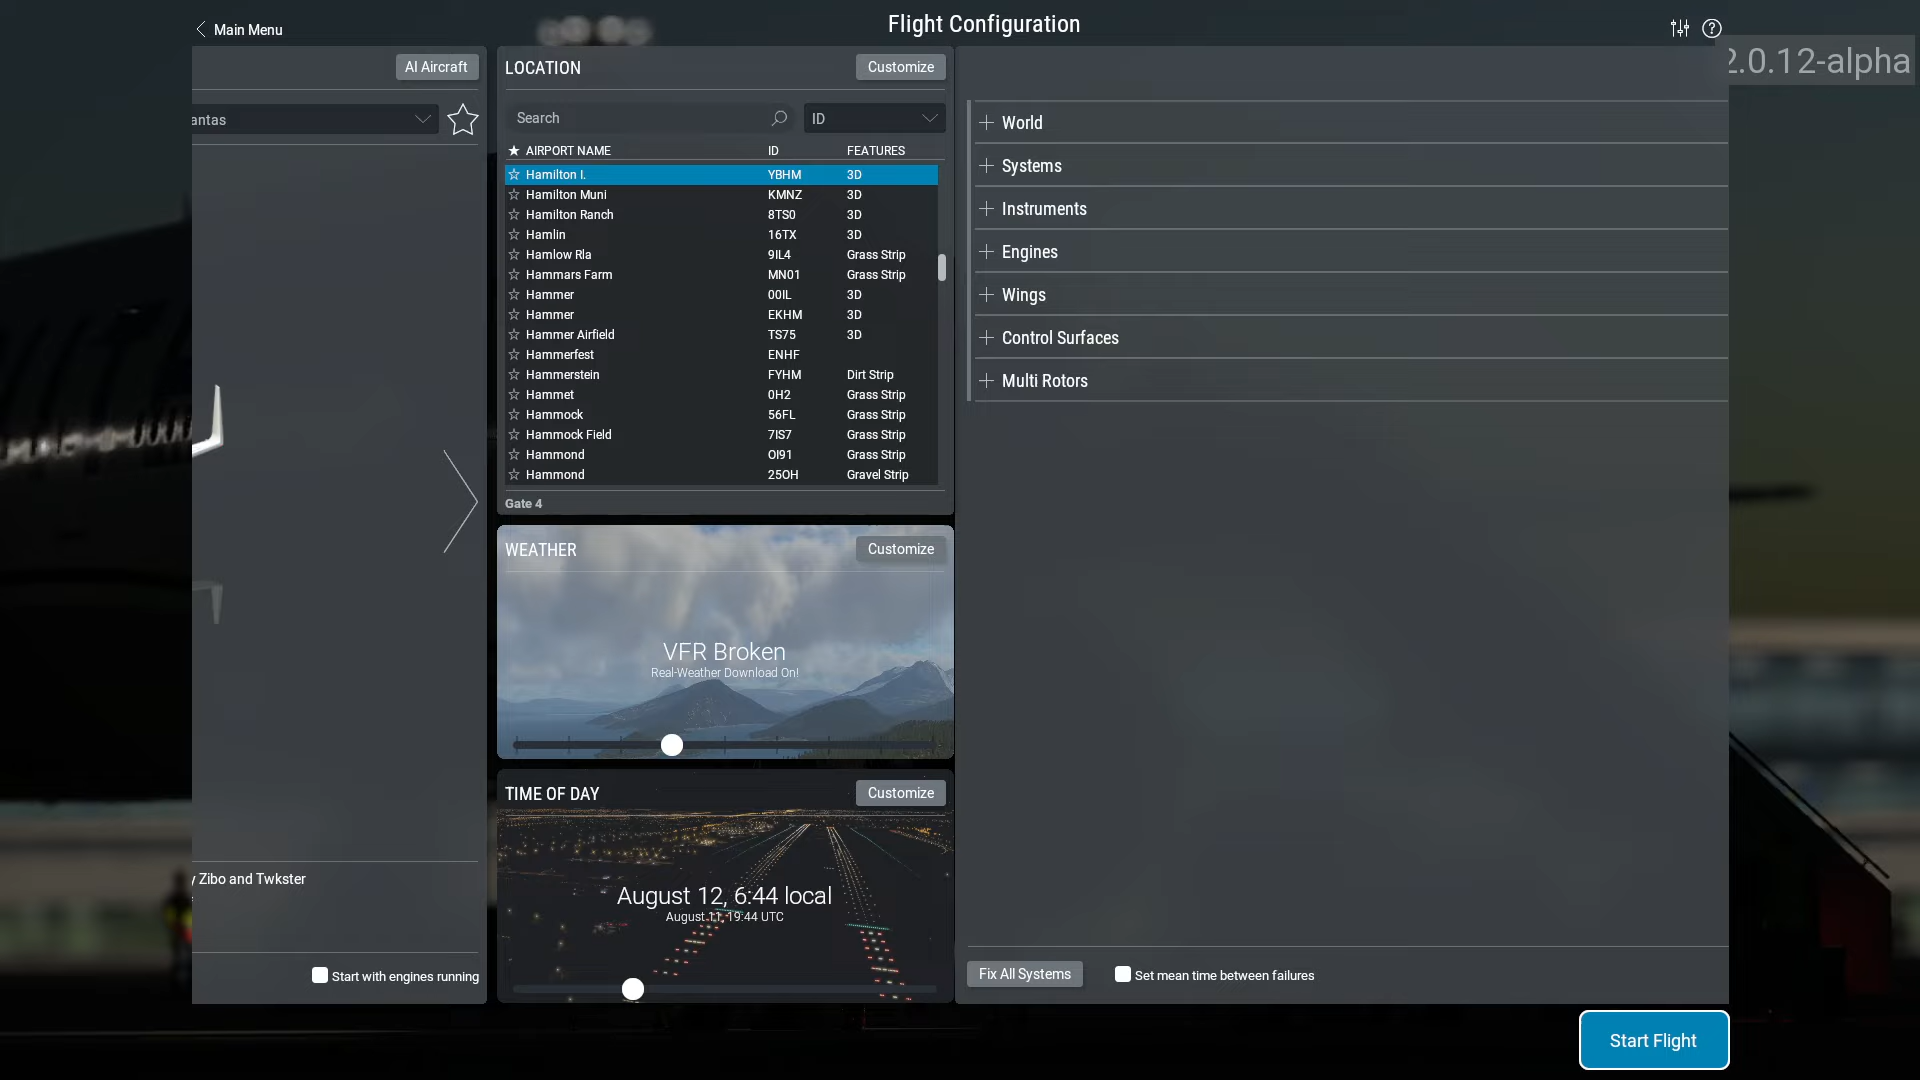 Main Menu
Flight Configuration
2.0.12-alpha
AI Aircraft
antas
LOCATION
Customize
Search
ID
★ AIRPORT NAME ID FEATURES
☆ Hamilton I. YBHM 3D
☆ Hamilton Muni KMNZ 3D
☆ Hamilton Ranch 8TS0 3D
☆ Hamlin 16TX 3D
☆ Hamlow Rla 9IL4 Grass Strip
☆ Hammars Farm MN01 Grass Strip
☆ Hammer 00IL 3D
☆ Hammer EKHM 3D
☆ Hammer Airfield TS75 3D
☆ Hammerfest ENHF
☆ Hammerstein FYHM Dirt Strip
☆ Hammet 0H2 Grass Strip
☆ Hammock 56FL Grass Strip
☆ Hammock Field 7IS7 Grass Strip
☆ Hammond OI91 Grass Strip
☆ Hammond 25OH Gravel Strip
Gate 4
WEATHER
Customize
VFR Broken
Real-Weather Download On!
TIME OF DAY
Customize
August 12, 6:44 local
August 11, 19:44 UTC
y Zibo and Twkster
Start with engines running
World
Systems
Instruments
Engines
Wings
Control Surfaces
Multi Rotors
Fix All Systems
Set mean time between failures
Start Flight